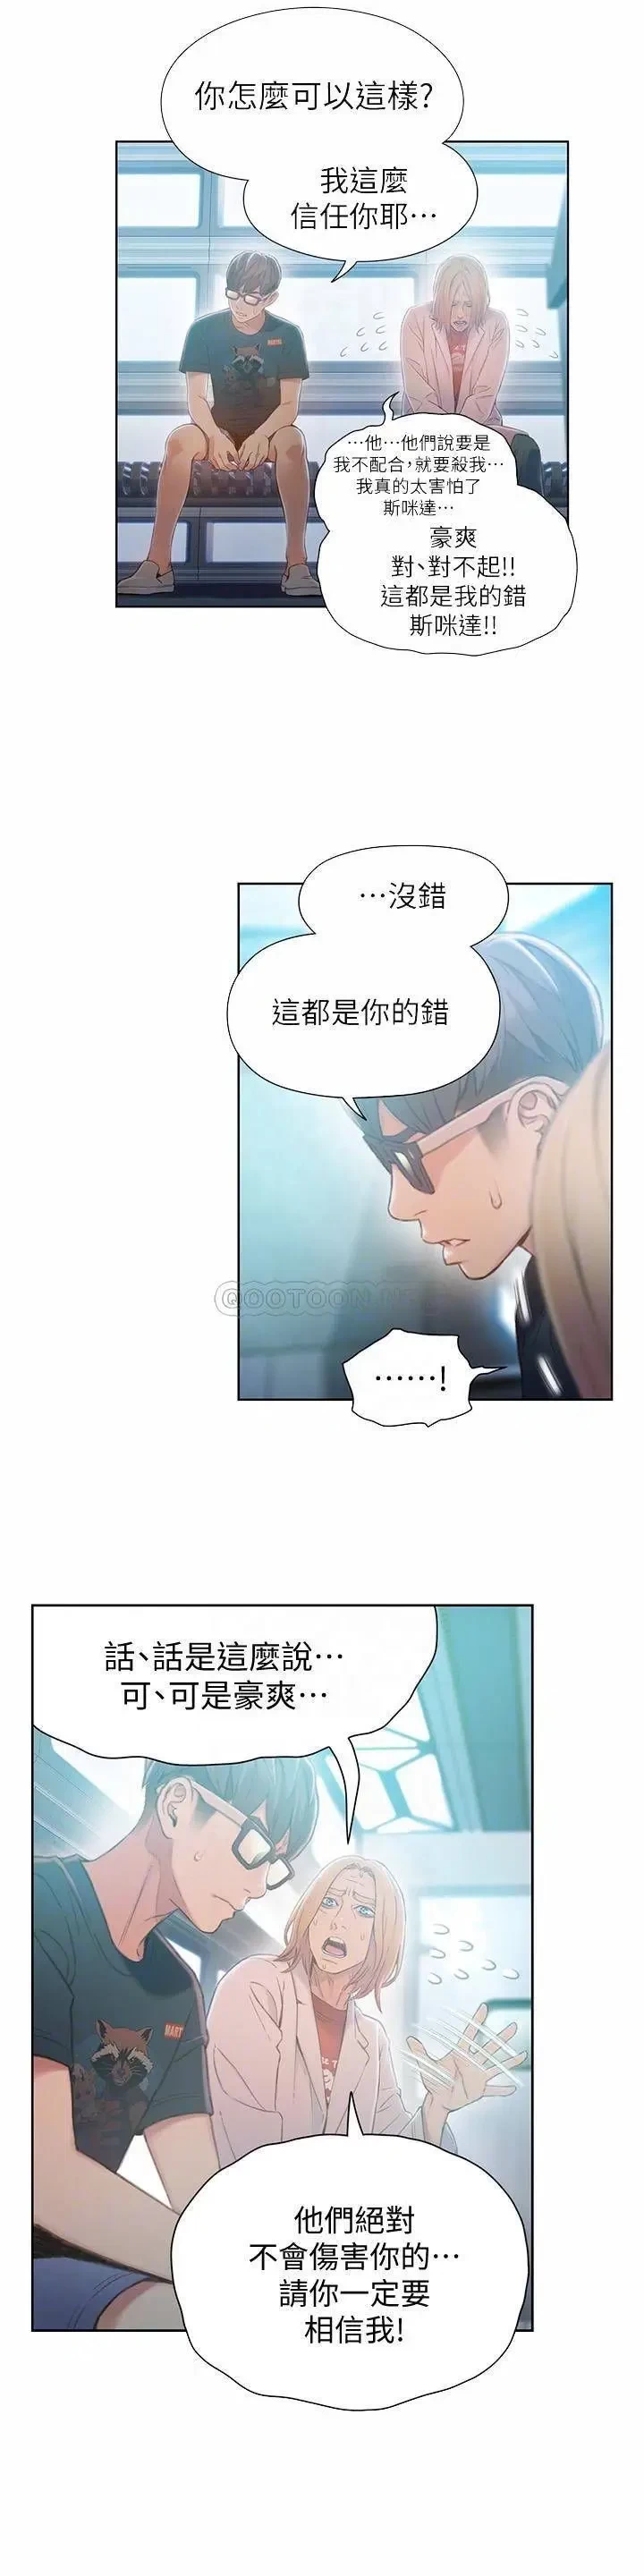 你怎麼可以這樣?
我這麼
信任你耶…
MARVEL
…他…他們說要是
我不配合,就要殺我…
我真的太害怕了
斯咪達…
豪爽
對、對不起!!
這都是我的錯
斯咪達!!
…沒錯
這都是你的錯
QOOTOON.NET
……!
話、話是這麼說…
可、可是豪爽…
MART
他們絕對
不會傷害你的…
請你一定要
相信我!